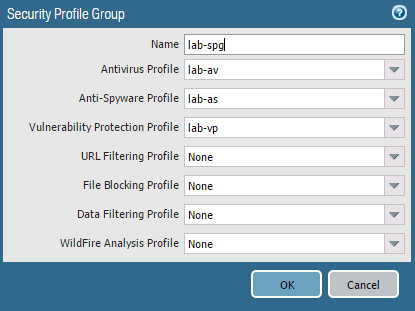 Security Profile Group
Name lab-spg
Antivirus Profile lab-av
Anti-Spyware Profile lab-as
Vulnerability Protection Profile lab-vp
URL Filtering Profile None
File Blocking Profile None
Data Filtering Profile None
WildFire Analysis Profile None
OK Cancel